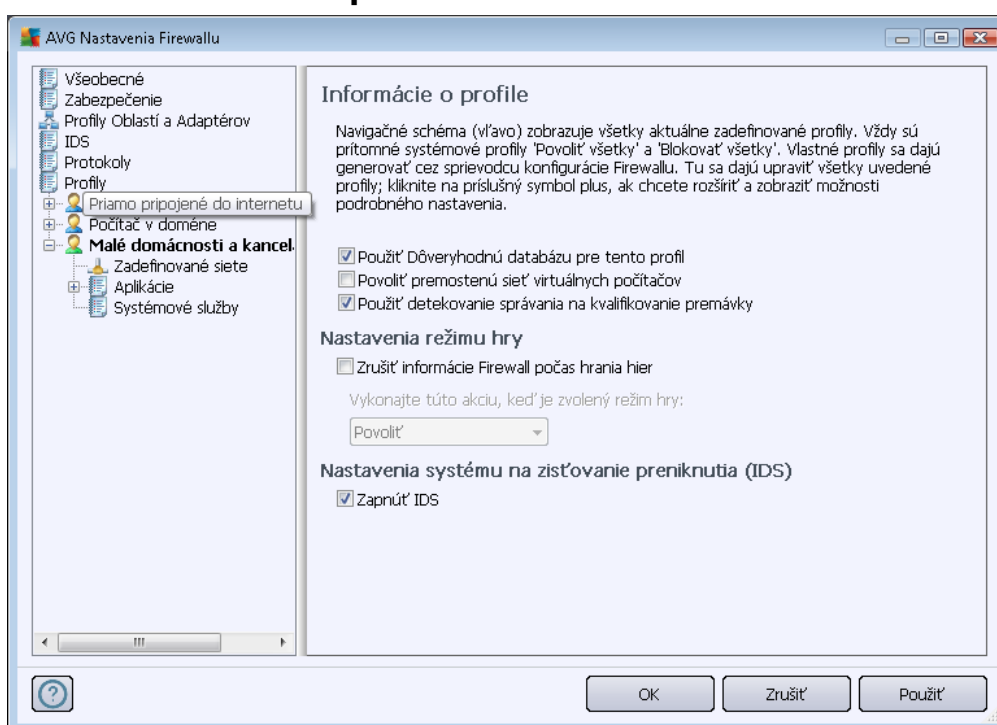 AVG Nastavenia Firewallu
Všeobecné
Zabezpečenie
Profily Oblastí a Adaptérov
IDS
Protokoly
Profily
Priamo pripojené do internetu
Počítač v doméne
Malé domácnosti a kancel
Zadefinované siete
Aplikácie
Systémové služby
Informácie o profile
Navigačné schéma (vľavo) zobrazuje všetky aktuálne zadefinované profily. Vždy sú
prítomné systémové profily 'Povoliť všetky' a 'Blokovať všetky'. Vlastné profily sa dajú
generovať cez sprievodcu konfigurácie Firewallu. Tu sa dajú upraviť všetky uvedené
profily; kliknite na príslušný symbol plus, ak chcete rozšíriť a zobraziť možnosti
podrobného nastavenia.
Použiť Dôveryhodnú databázu pre tento profil
Povoliť premostenú sieť virtuálnych počítačov
Použiť detekovanie správania na kvalifikovanie premávky
Nastavenia režimu hry
Zrušiť informácie Firewall počas hrania hier
Vykonajte túto akciu, keď je zvolený režim hry:
Povoliť
Nastavenia systému na zisťovanie preniknutia (IDS)
Zapnúť IDS
OK
Zrušiť
Použiť